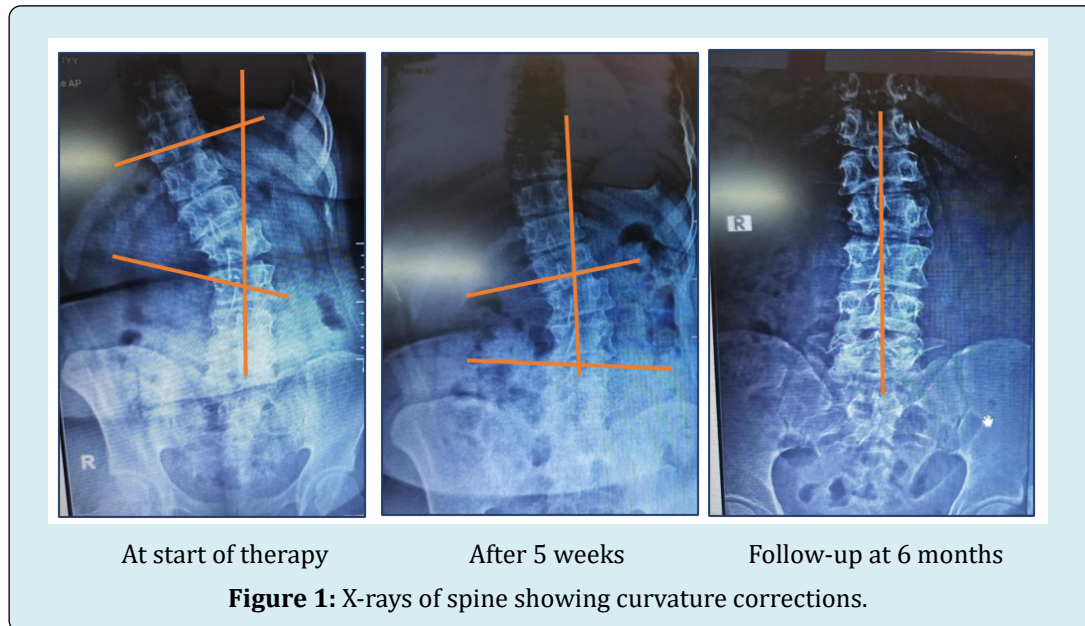 e AP
R
R
At start of therapy
After 5 weeks
Follow-up at 6 months
Figure 1: X-rays of spine showing curvature corrections.